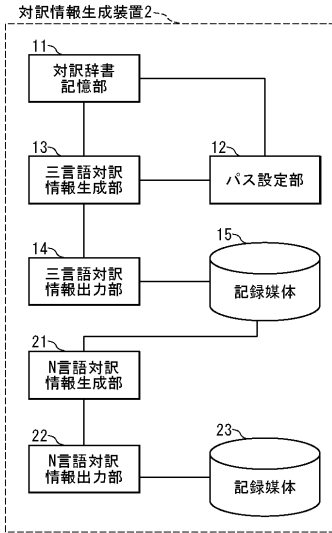 対訳情報生成装置2
11
対訳辞書
記憶部
13
12
三言語対訳
情報生成部
パス設定部
14
15
三言語対訳
情報出力部
記録媒体
21
N言語対訳
情報生成部
22
23
N言語対訳
情報出力部
記録媒体